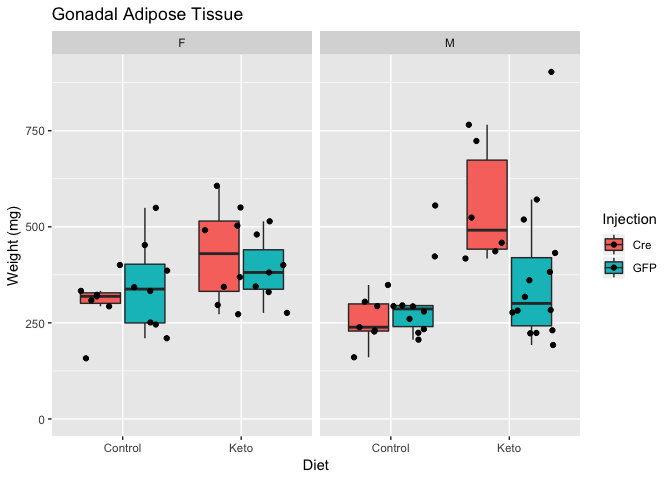 Gonadal Adipose Tissue
F
M
750
500
250
0
Weight (mg)
Control
Keto
Control
Keto
Diet
Injection
Cre
GFP